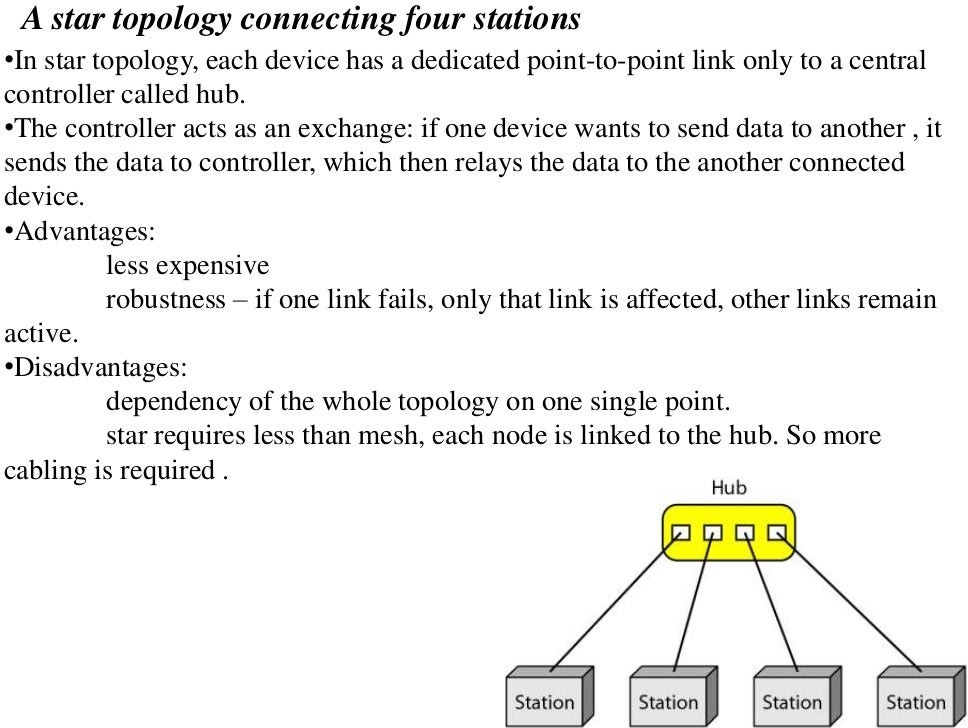 A star topology connecting four stations
•In star topology, each device has a dedicated point-to-point link only to a central
controller called hub.
•The controller acts as an exchange: if one device wants to send data to another , it
sends the data to controller, which then relays the data to the another connected
device.
•Advantages:
less expensive
robustness – if one link fails, only that link is affected, other links remain
active.
•Disadvantages:
dependency of the whole topology on one single point.
star requires less than mesh, each node is linked to the hub. So more
cabling is required .
Hub
Station Station Station Station